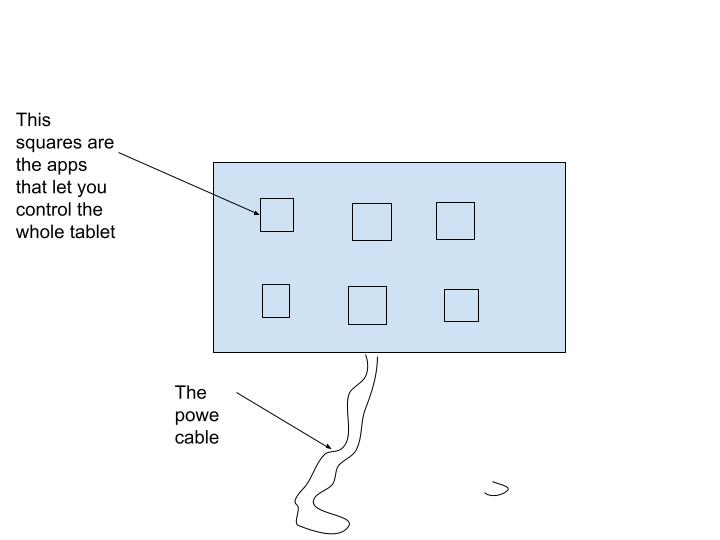 This
squares are
the apps
that let you
control the
whole tablet
The
powe
cable